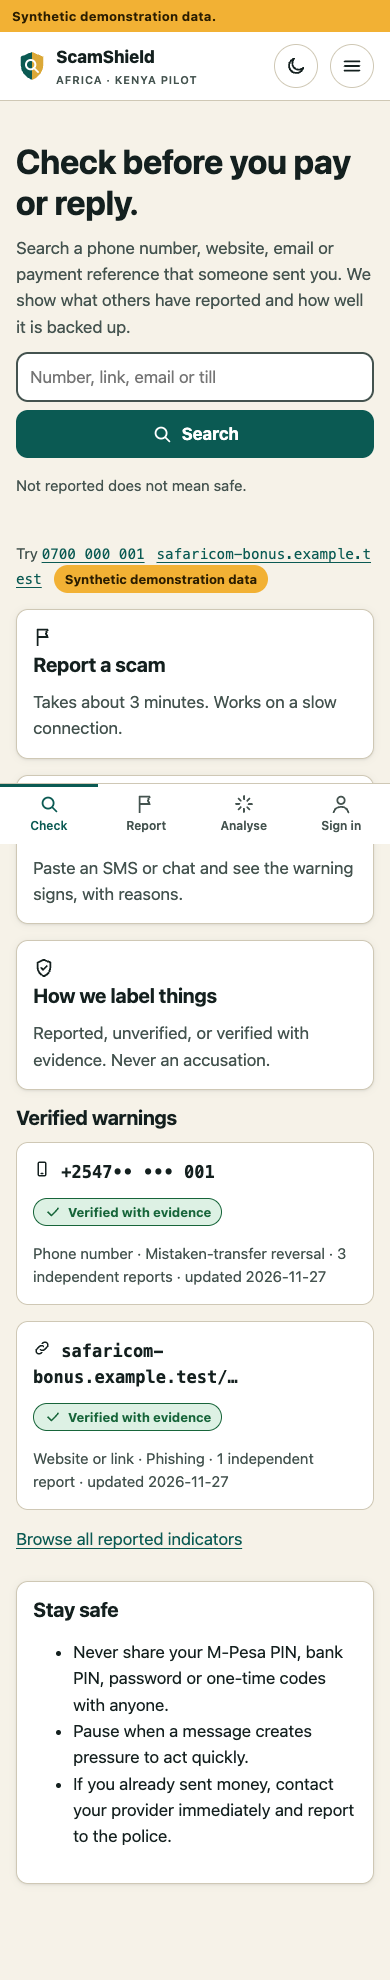 Synthetic demonstration data.
ScamShield
AFRICA · KENYA PILOT
Check before you pay
or reply.
Search a phone number, website, email or
payment reference that someone sent you. We
show what others have reported and how well
it is backed up.
Number, link, email or till
Search
Not reported does not mean safe.
Try 0700 000 001 safaricom-bonus.example.t
est Synthetic demonstration data
Report a scam
Takes about 3 minutes. Works on a slow
connection.
Check Report Analyse Sign in
Paste an SMS or chat and see the warning
signs, with reasons.
How we label things
Reported, unverified, or verified with
evidence. Never an accusation.
Verified warnings
+2547•• ••• 001
Verified with evidence
Phone number · Mistaken-transfer reversal · 3
independent reports · updated 2026-11-27
safaricom-
bonus.example.test/…
Verified with evidence
Website or link · Phishing · 1 independent
report · updated 2026-11-27
Browse all reported indicators
Stay safe
• Never share your M-Pesa PIN, bank
PIN, password or one-time codes
with anyone.
• Pause when a message creates
pressure to act quickly.
• If you already sent money, contact
your provider immediately and report
to the police.